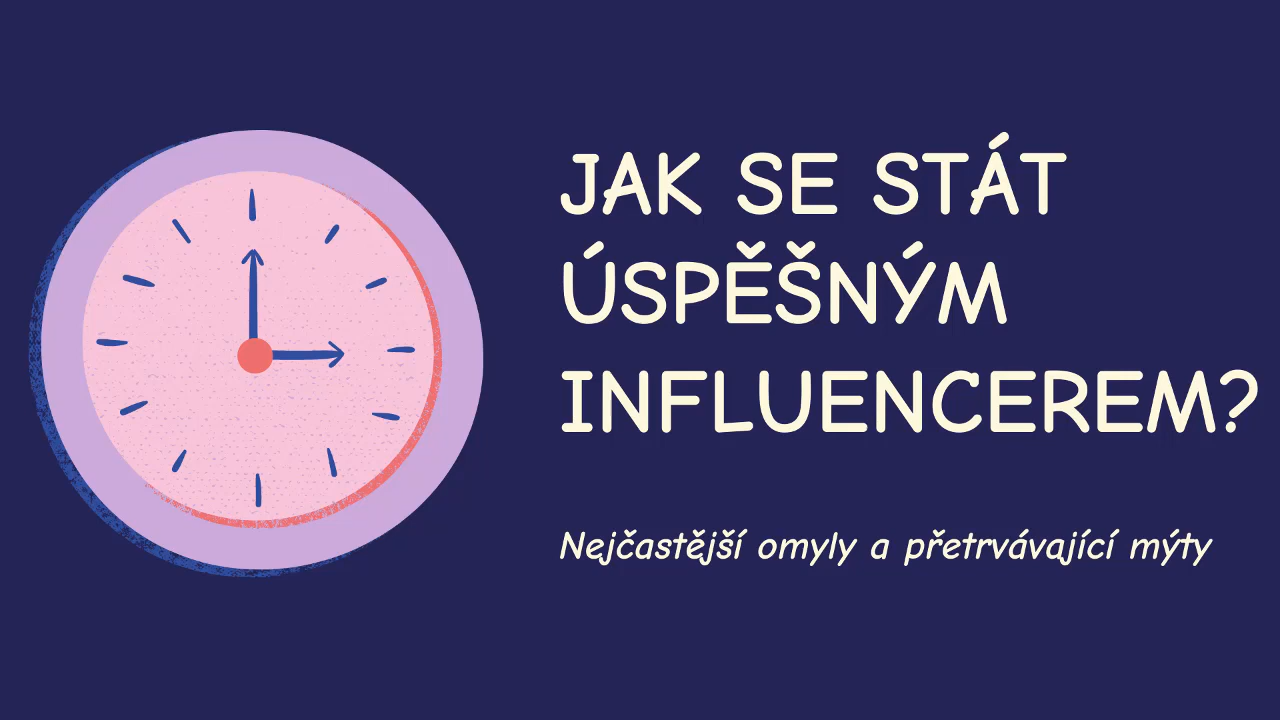 JAK SE STÁT
ÚSPĚŠNÝM
INFLUENCEREM?
Nejčastější omyly a přetrvávající mýty